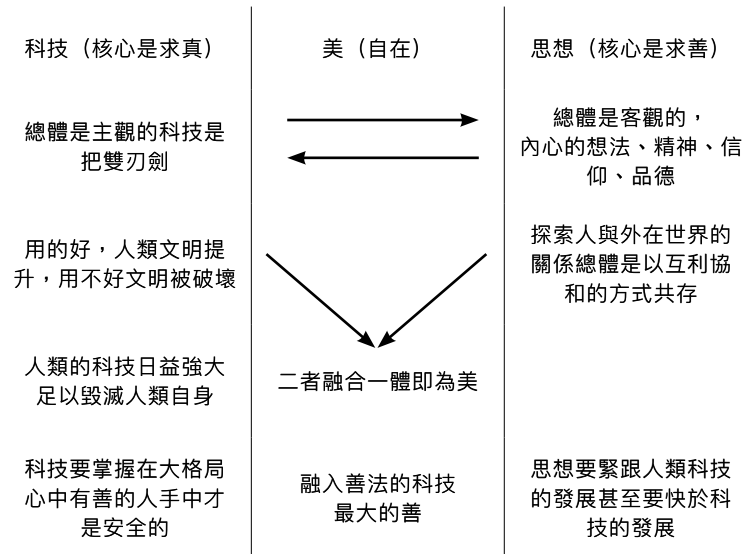 科技（核心是求真）
美（自在）
思想（核心是求善）
總體是主觀的科技是
把雙刃劍
總體是客觀的，
內心的想法、精神、信
仰、品德
用的好，人類文明提
升，用不好文明被破壞
探索人與外在世界的
關係總體是以互利協
和的方式共存
人類的科技日益強大
足以毀滅人類自身
二者融合一體即為美
科技要掌握在大格局
心中有善的人手中才
是安全的
融入善法的科技
最大的善
思想要緊跟人類科技
的發展甚至要快於科
技的發展